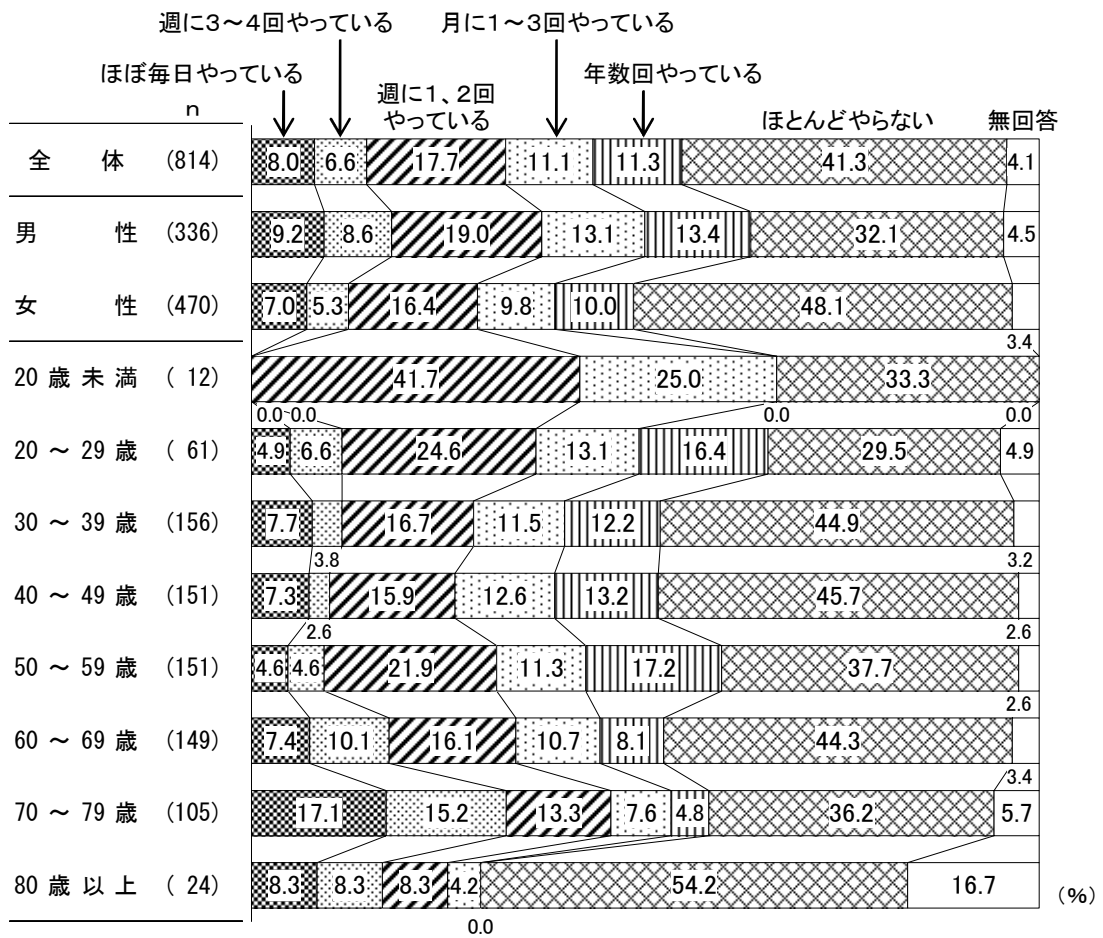 週に３～４回やっている 月に１～３回やっている
ほぼ毎日やっている 年数回やっている
n 週に１、２回
やっている ほとんどやらない 無回答
全 体 (814) 8.0 6.6 17.7 11.1 11.3 41.3 4.1
男 性 (336) 9.2 8.6 19.0 13.1 13.4 32.1 4.5
女 性 (470) 7.0 5.3 16.4 9.8 10.0 48.1
3.4
20 歳 未 満 ( 12) 41.7 25.0 33.3
0.0 0.0 0.0 0.0
20 ～ 29 歳 ( 61) 4.9 6.6 24.6 13.1 16.4 29.5 4.9
30 ～ 39 歳 (156) 7.7 16.7 11.5 12.2 44.9
3.8 3.2
40 ～ 49 歳 (151) 7.3 15.9 12.6 13.2 45.7
2.6 2.6
50 ～ 59 歳 (151) 4.6 4.6 21.9 11.3 17.2 37.7
2.6
60 ～ 69 歳 (149) 7.4 10.1 16.1 10.7 8.1 44.3
3.4
70 ～ 79 歳 (105) 17.1 15.2 13.3 7.6 4.8 36.2 5.7
80 歳 以 上 ( 24) 8.3 8.3 8.3 4.2 54.2 16.7 (%)
0.0